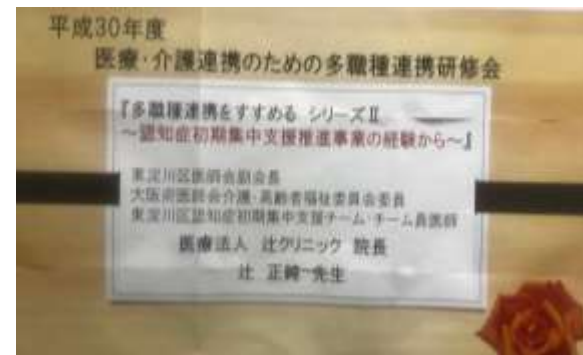 平成30年度
医療・介護連携のための多職種連携研修会
『多職種連携をすすめる シリーズⅡ
～認知症初期集中支援推進事業の経験から～』
東淀川区医師会副会長
大阪府医師会介護・高齢者福祉委員会委員
東淀川区認知症初期集中支援チーム・チーム員医師
医療法人 辻クリニック 院長
辻 正純 先生